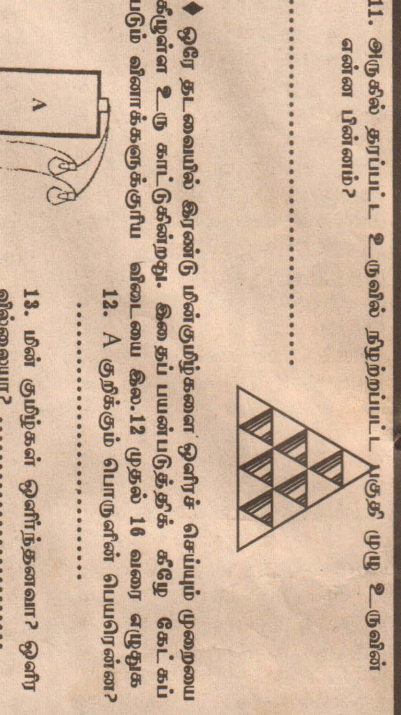 11. அருகில் தரப்பட்ட உருவில் நிழற்றப்பட்ட பகுதி முழு உருவின்
என்ன பின்னம்?
◆ ஒரே தடவையில் இரண்டு மின்குமிழ்களை ஒளிரச் செய்யும் முறையை
கீழுள்ள உரு காட்டுகின்றது. இதைப் பயன்படுத்திக் கீழே கேட்கப்
படும் வினாக்களுக்குரிய விடையை இல.12 முதல் 16 வரை எழுதுக
12. A குறிக்கும் பொருளின் பெயரென்ன?
A
13. மின் குமிழ்கள் ஒளிர்ந்தனவா? ஒளிர
வில்லையா?